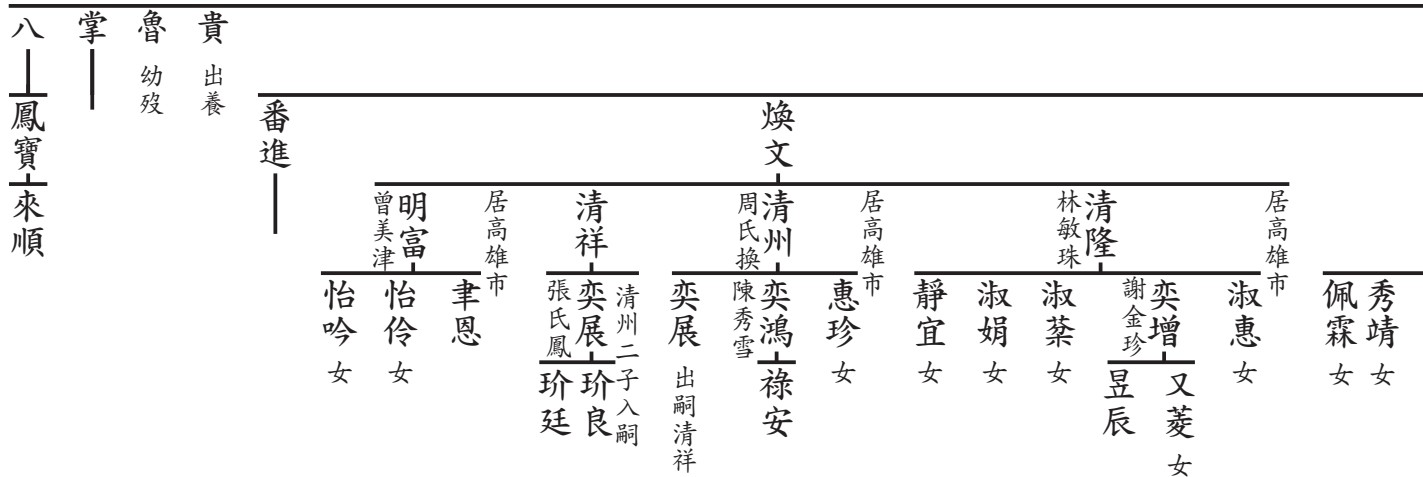 貴
出養
魯
幼歿
掌
八
煥文
番進
鳳寶
居高雄市
清隆
林敏珠
居高雄市
清州
周氏換
清祥
居高雄市
明富
曾美津
來順
秀靖
女
佩霖
女
淑惠
女
奕增
謝金珍
淑蔾
女
淑娟
女
靜宜
女
惠珍
女
奕鴻
陳秀雪
奕展
出嗣清祥
清州二子入嗣
奕展
張氏鳳
聿恩
怡伶
女
怡吟
女
又菱
女
昱辰
祿安
玠良
玠廷